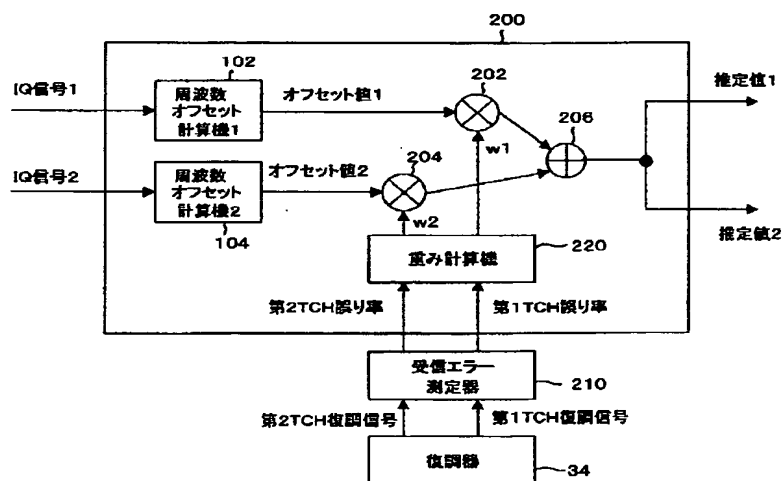 200
IQ信号1
102
周波数
オフセット
計算機1
オフセット値1
202
推定値1
206
w1
IQ信号2
周波数
オフセット
計算機2
オフセット値2
204
104
w2
推定値2
重み計算機
220
第2TCH誤り率
第1TCH誤り率
受信エラー
測定器
210
第2TCH復調信号
第1TCH復調信号
復調器
34